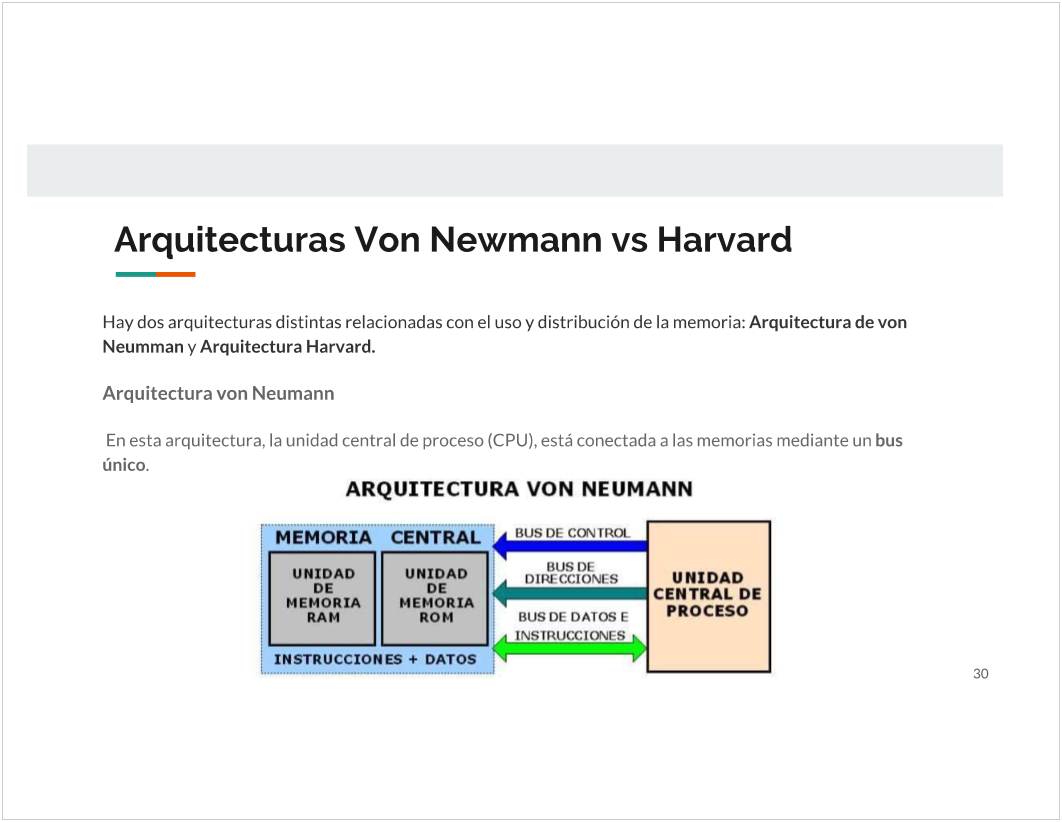 Arquitecturas Von Newmann vs Harvard
Hay dos arquitecturas distintas relacionadas con el uso y distribución de la memoria: Arquitectura de von
Neumman y Arquitectura Harvard.
Arquitectura von Neumann
En esta arquitectura, la unidad central de proceso (CPU), está conectada a las memorias mediante un bus
único.
ARQUITECTURA VON NEUMANN
MEMORIA CENTRAL
UNIDAD
DE
MEMORIA
RAM
UNIDAD
DE
MEMORIA
ROM
INSTRUCCIONES + DATOS
BUS DE CONTROL
BUS DE
DIRECCIONES
BUS DE DATOS E
INSTRUCCIONES
UNIDAD
CENTRAL DE
PROCESO
30